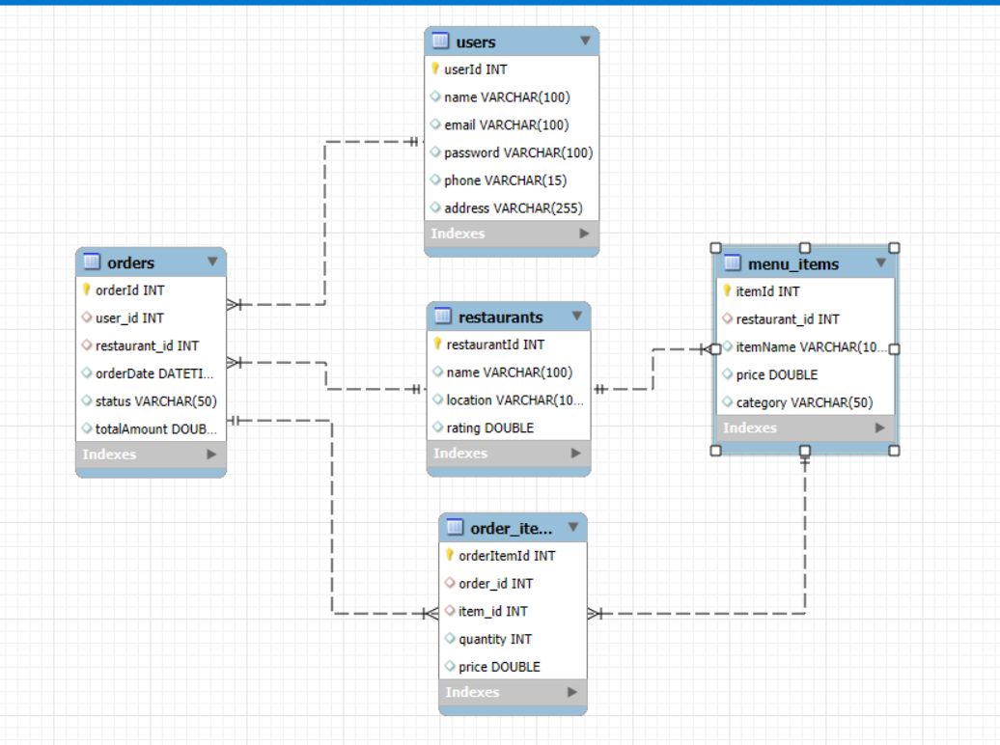 users
userId INT
name VARCHAR(100)
email VARCHAR(100)
password VARCHAR(100)
phone VARCHAR(15)
address VARCHAR(255)
Indexes
orders
orderId INT
user_id INT
restaurant_id INT
orderDate DATETI...
status VARCHAR(50)
totalAmount DOUB...
Indexes
restaurants
restaurantId INT
name VARCHAR(100)
location VARCHAR(10...
rating DOUBLE
Indexes
menu_items
itemId INT
restaurant_id INT
itemName VARCHAR(10...
price DOUBLE
category VARCHAR(50)
Indexes
order_ite...
orderItemId INT
order_id INT
item_id INT
quantity INT
price DOUBLE
Indexes